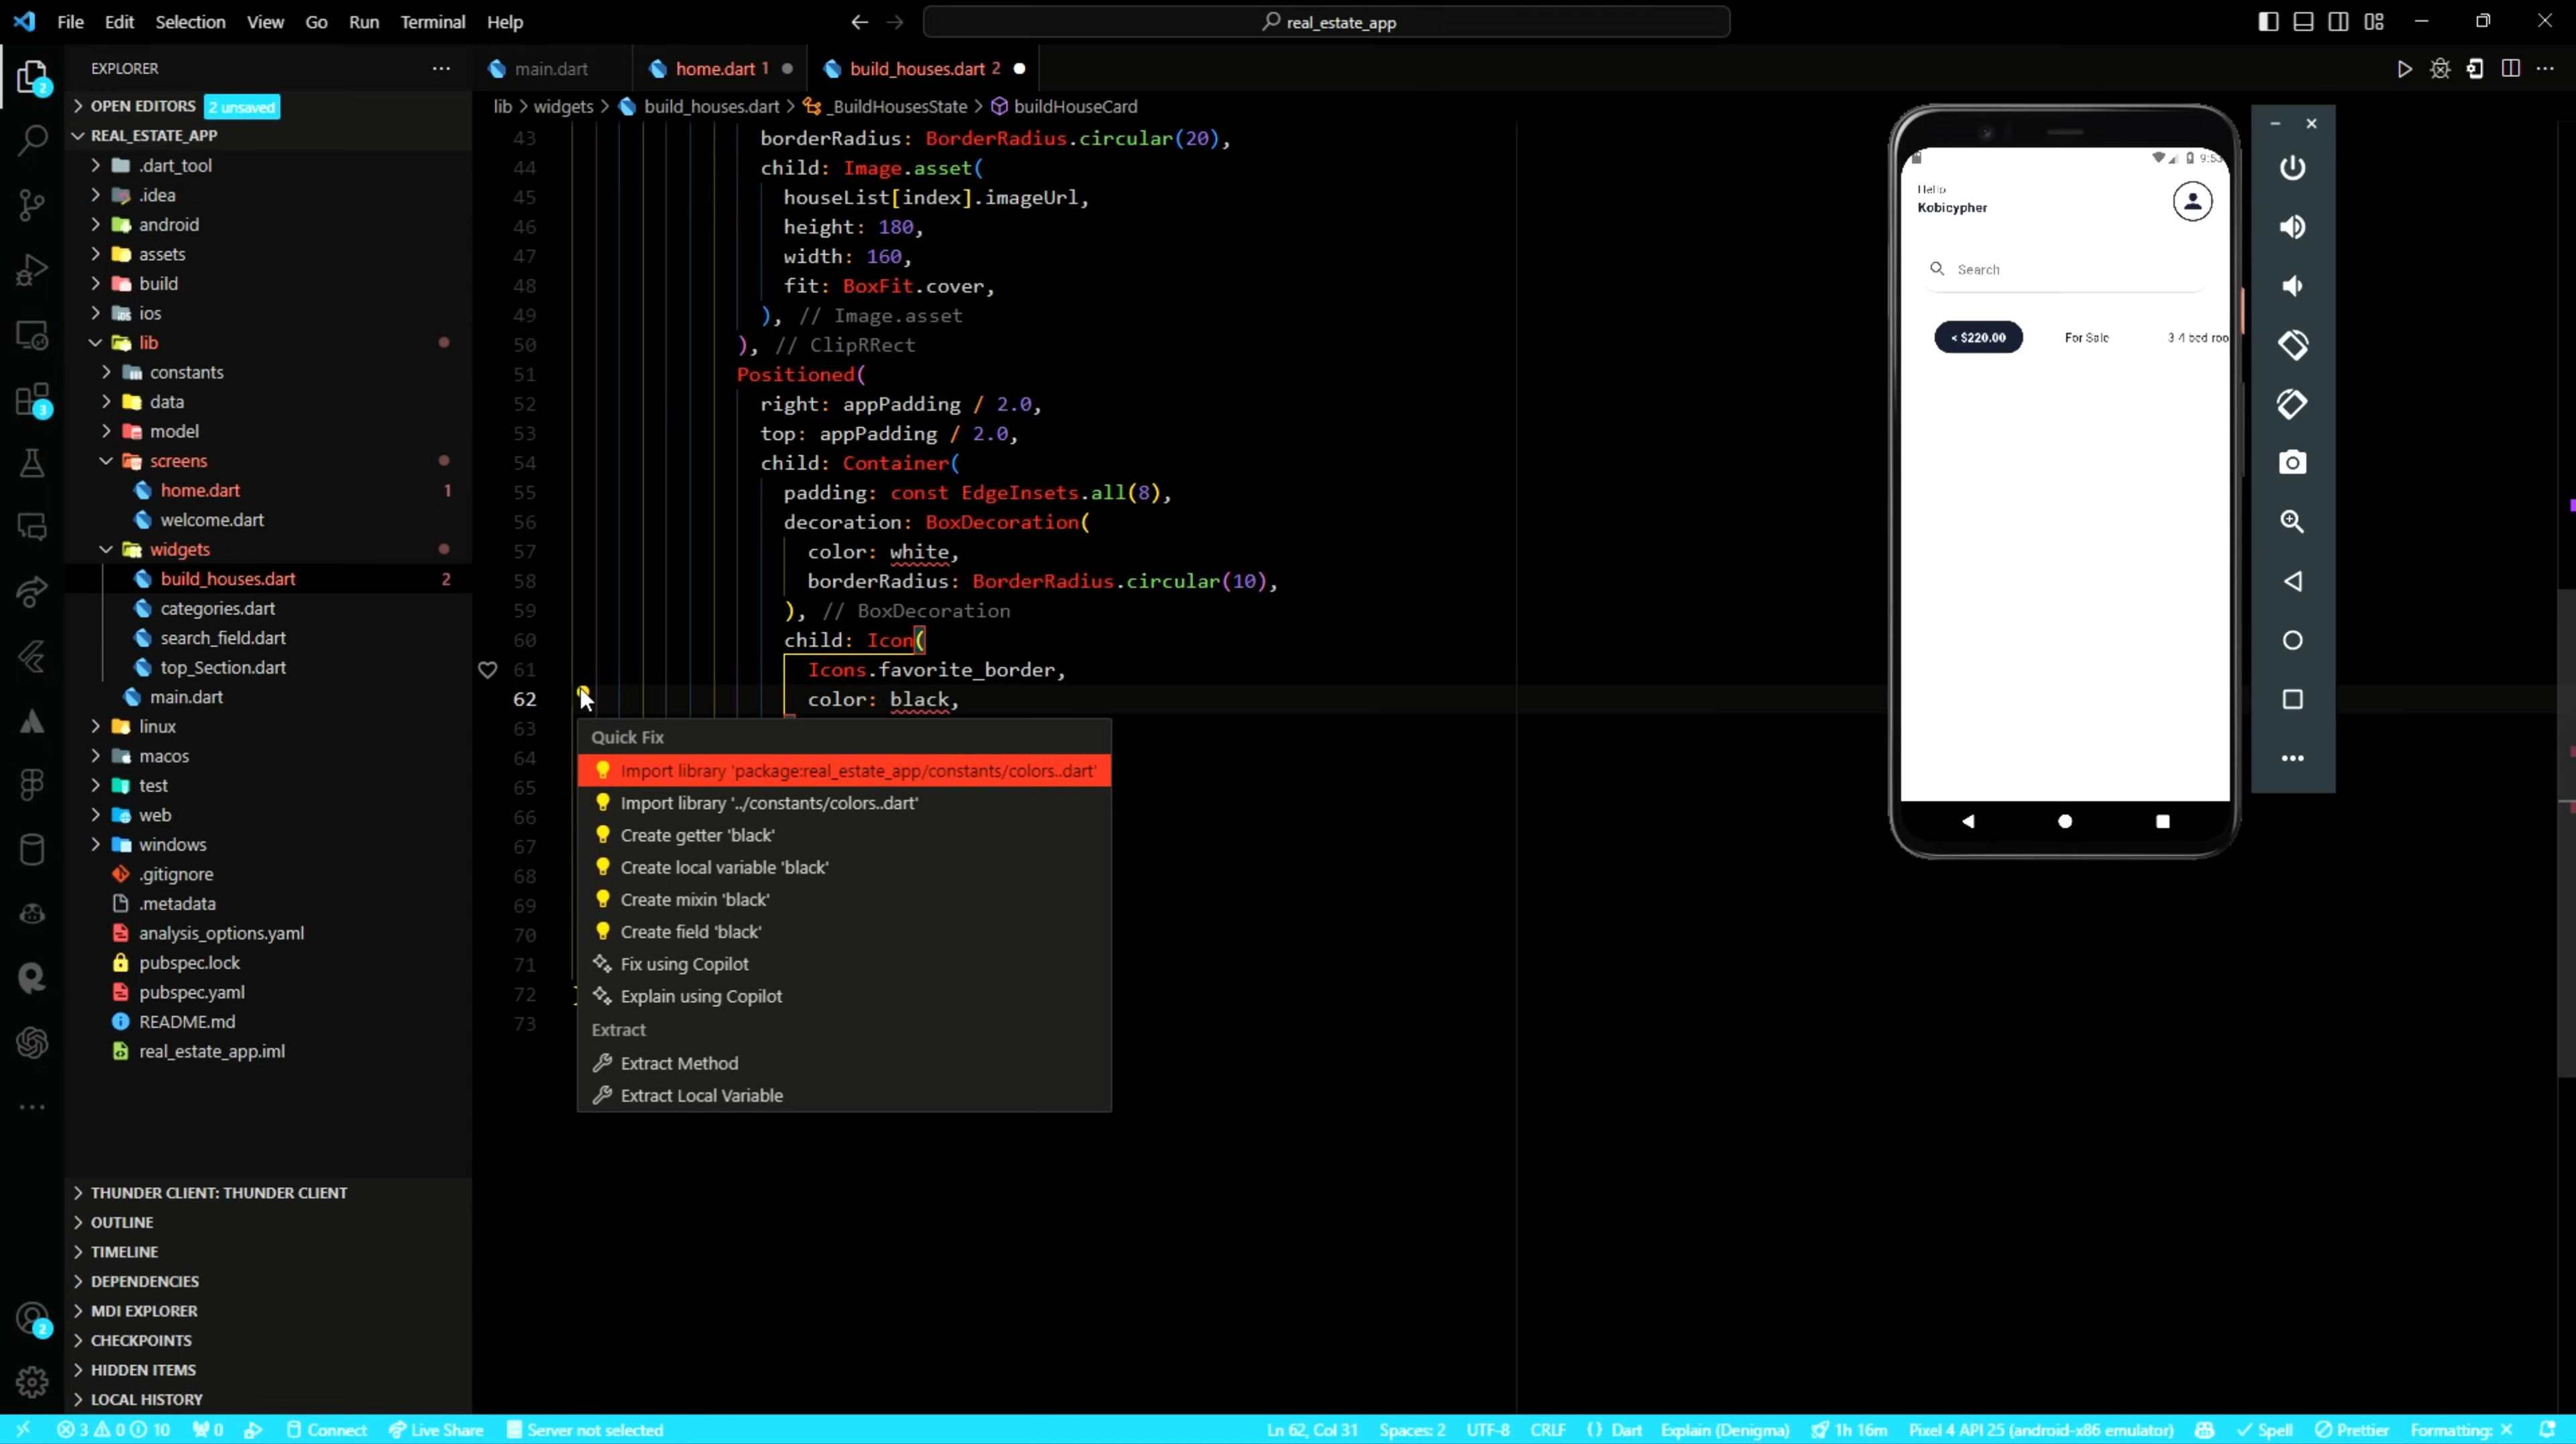 File Edit Selection View Go Run Terminal Help
real_estate_app
EXPLORER
main.dart
home.dart 1
build_houses.dart 2
OPEN EDITORS 2 unsaved
lib > widgets > build_houses.dart > _BuildHousesState > buildHouseCard
REAL_ESTATE_APP
.dart_tool
.idea
android
assets
build
ios
lib
constants
data
model
screens
home.dart 1
welcome.dart
widgets
build_houses.dart 2
categories.dart
search_field.dart
top_Section.dart
main.dart
linux
macos
test
web
windows
.gitignore
.metadata
analysis_options.yaml
pubspec.lock
pubspec.yaml
README.md
real_estate_app.iml
THUNDER CLIENT: THUNDER CLIENT
OUTLINE
TIMELINE
DEPENDENCIES
MDI EXPLORER
CHECKPOINTS
HIDDEN ITEMS
LOCAL HISTORY
2
3
2
43 borderRadius: BorderRadius.circular(20),
44 child: Image.asset(
45 houseList[index].imageUrl,
46 height: 180,
47 width: 160,
48 fit: BoxFit.cover,
49 ), // Image.asset
50 ), // ClipRRect
51 Positioned(
52 right: appPadding / 2.0,
53 top: appPadding / 2.0,
54 child: Container(
55 padding: const EdgeInsets.all(8),
56 decoration: BoxDecoration(
57 color: white,
58 borderRadius: BorderRadius.circular(10),
59 ), // BoxDecoration
60 child: Icon(
61 Icons.favorite_border,
62 color: black,
63
64
65
66
67
68
69
70
71
72
73
Quick Fix
Import library 'package:real_estate_app/constants/colors..dart'
Import library '../constants/colors..dart'
Create getter 'black'
Create local variable 'black'
Create mixin 'black'
Create field 'black'
Fix using Copilot
Explain using Copilot
Extract
Extract Method
Extract Local Variable
9:53
Hello
Kobicypher
Search
< $220.00 For Sale 3-4 bed roo
3 0 10 0 Connect Live Share Server not selected Ln 62, Col 31 Spaces: 2 UTF-8 CRLF {} Dart Explain (Denigma) 1h 16m Pixel 4 API 25 (android-x86 emulator) Spell Prettier Formatting: ×